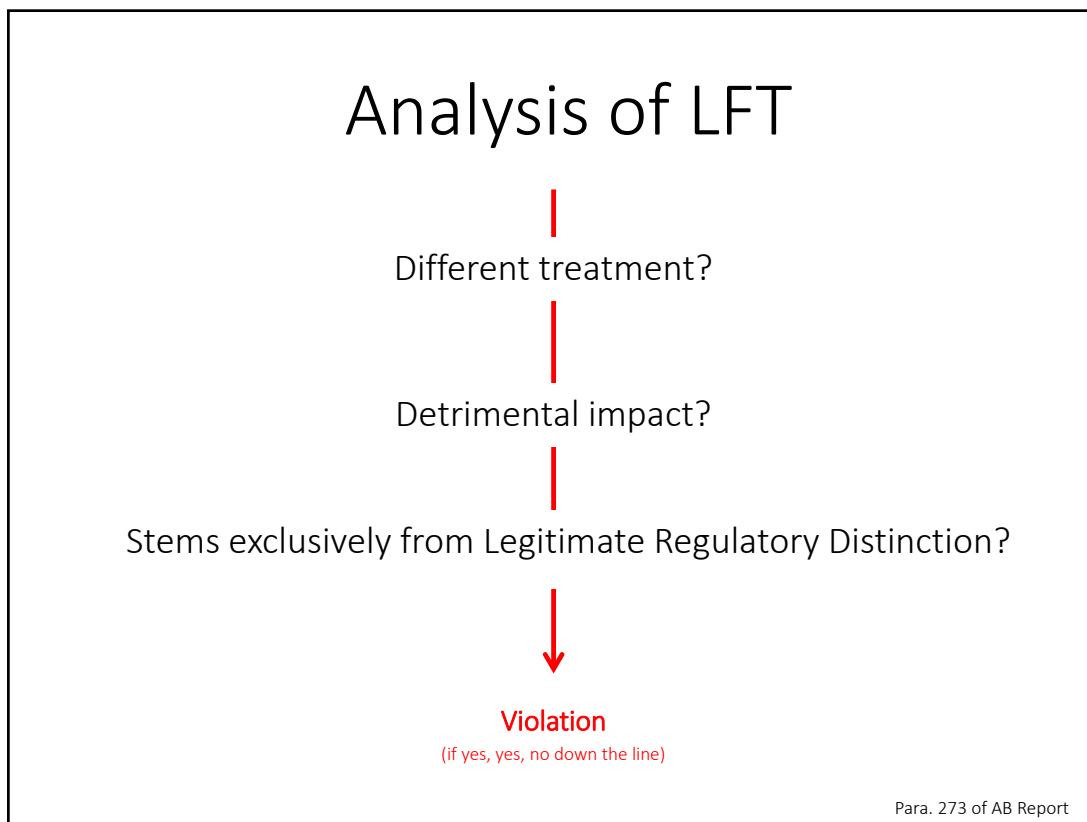 Analysis of LFT
Different treatment?
Detrimental impact?
Stems exclusively from Legitimate Regulatory Distinction?
Violation
(if yes, yes, no down the line)
Para. 273 of AB Report